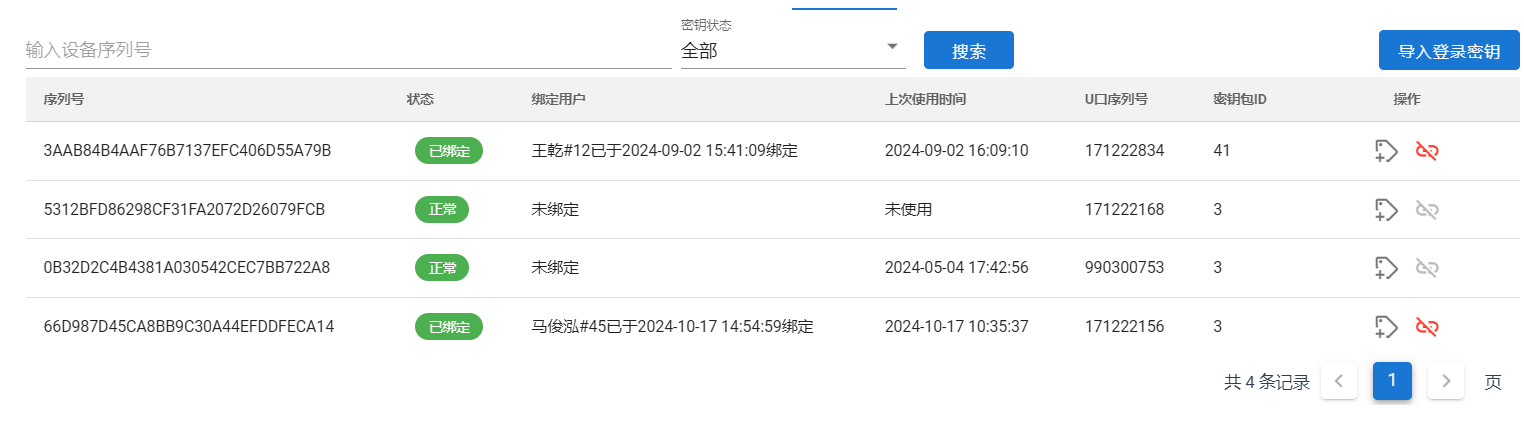 密钥状态
输入设备序列号 全部 搜索 导入登录密钥
序列号 状态 绑定用户 上次使用时间 U口序列号 密钥包ID 操作
3AAB84B4AAF76B7137EFC406D55A79B 已绑定 王乾#12已于2024-09-02 15:41:09绑定 2024-09-02 16:09:10 171222834 41
5312BFD86298CF31FA2072D26079FCB 正常 未绑定 未使用 171222168 3
0B32D2C4B4381A030542CEC7BB722A8 正常 未绑定 2024-05-04 17:42:56 990300753 3
66D987D45CA8BB9C30A44EFDDFECA14 已绑定 马俊泓#45已于2024-10-17 14:54:59绑定 2024-10-17 10:35:37 171222156 3
共 4 条记录 1 页